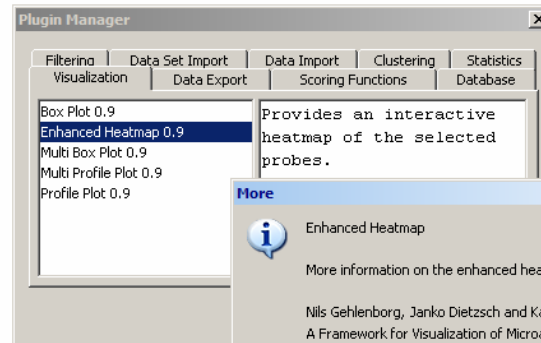 Plugin Manager
Filtering Data Set Import Data Import Clustering Statistics
Visualization Data Export Scoring Functions Database
Box Plot 0.9
Enhanced Heatmap 0.9
Multi Box Plot 0.9
Multi Profile Plot 0.9
Profile Plot 0.9
Provides an interactive
heatmap of the selected
probes.
More
Enhanced Heatmap
More information on the enhanced
Nils Gehlenborg, Janko Dietzsch and
A Framework for Visualization of